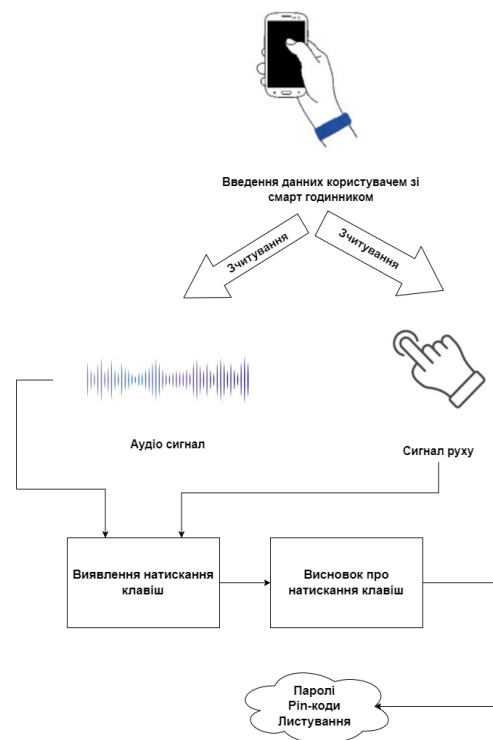 Введення данних користувачем зі
смарт годинником
Зчитування
Зчитування
Аудіо сигнал
Сигнал руху
Виявлення натискання
клавіш
Висновок про
натискання клавіш
Паролі
Pin-коди
Листування